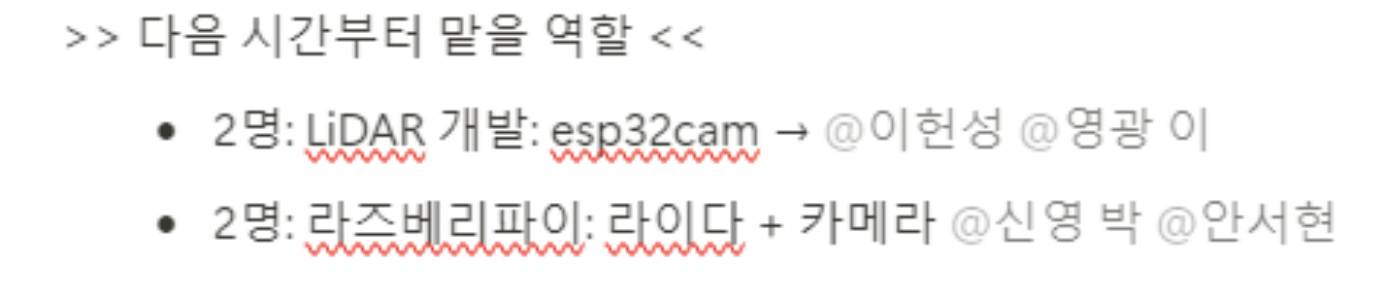 >> 다음 시간부터 맡을 역할 <<
• 2명: LiDAR 개발: esp32cam → @이헌성 @영광 이
• 2명: 라즈베리파이: 라이다 + 카메라 @신영 박 @안서현